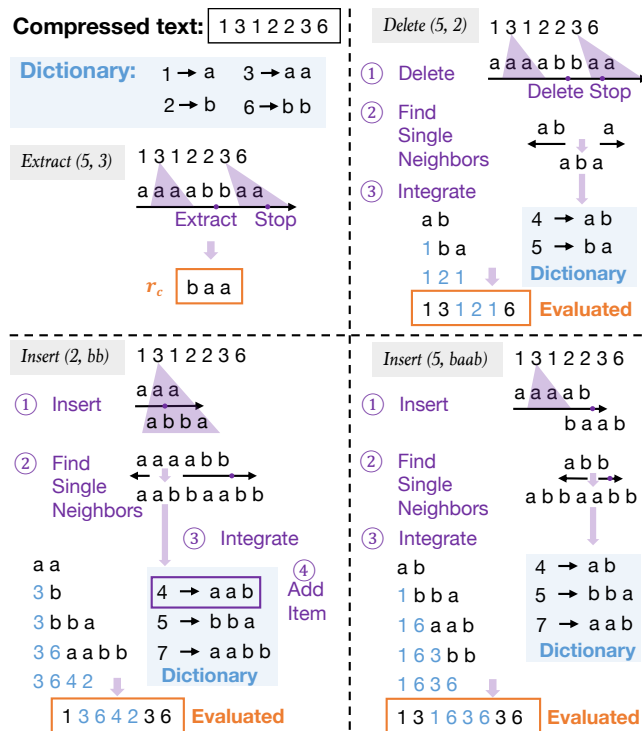 Compressed text: 1 3 1 2 2 3 6
Dictionary:
1 → a 3 → a a
2 → b 6 → b b
Extract (5, 3)
1 3 1 2 2 3 6
a a a a b b a a
Extract Stop
r_c b a a
Delete (5, 2)
1 3 1 2 2 3 6
① Delete
a a a a b b a a
Delete Stop
② Find
Single
Neighbors
a b a
a b a
③ Integrate
a b
1 b a
1 2 1
4 → a b
5 → b a
Dictionary
1 3 1 2 1 6 Evaluated
Insert (2, bb)
1 3 1 2 2 3 6
① Insert
a a a
a b b a
② Find
Single
Neighbors
a a a a b b
a a b b a a b b
③ Integrate
④
Add
Item
a a
3 b
3 b b a
3 6 a a b b
3 6 4 2
4 → a a b
5 → b b a
7 → a a b b
Dictionary
1 3 6 4 2 3 6 Evaluated
Insert (5, baab)
1 3 1 2 2 3 6
① Insert
a a a a b
b a a b
② Find
Single
Neighbors
a b b
a b b a a b b
③ Integrate
a b
1 b b a
1 6 a a b
1 6 3 b b
1 6 3 6
4 → a b
5 → b b a
7 → a a b
Dictionary
1 3 1 6 3 6 3 6 Evaluated